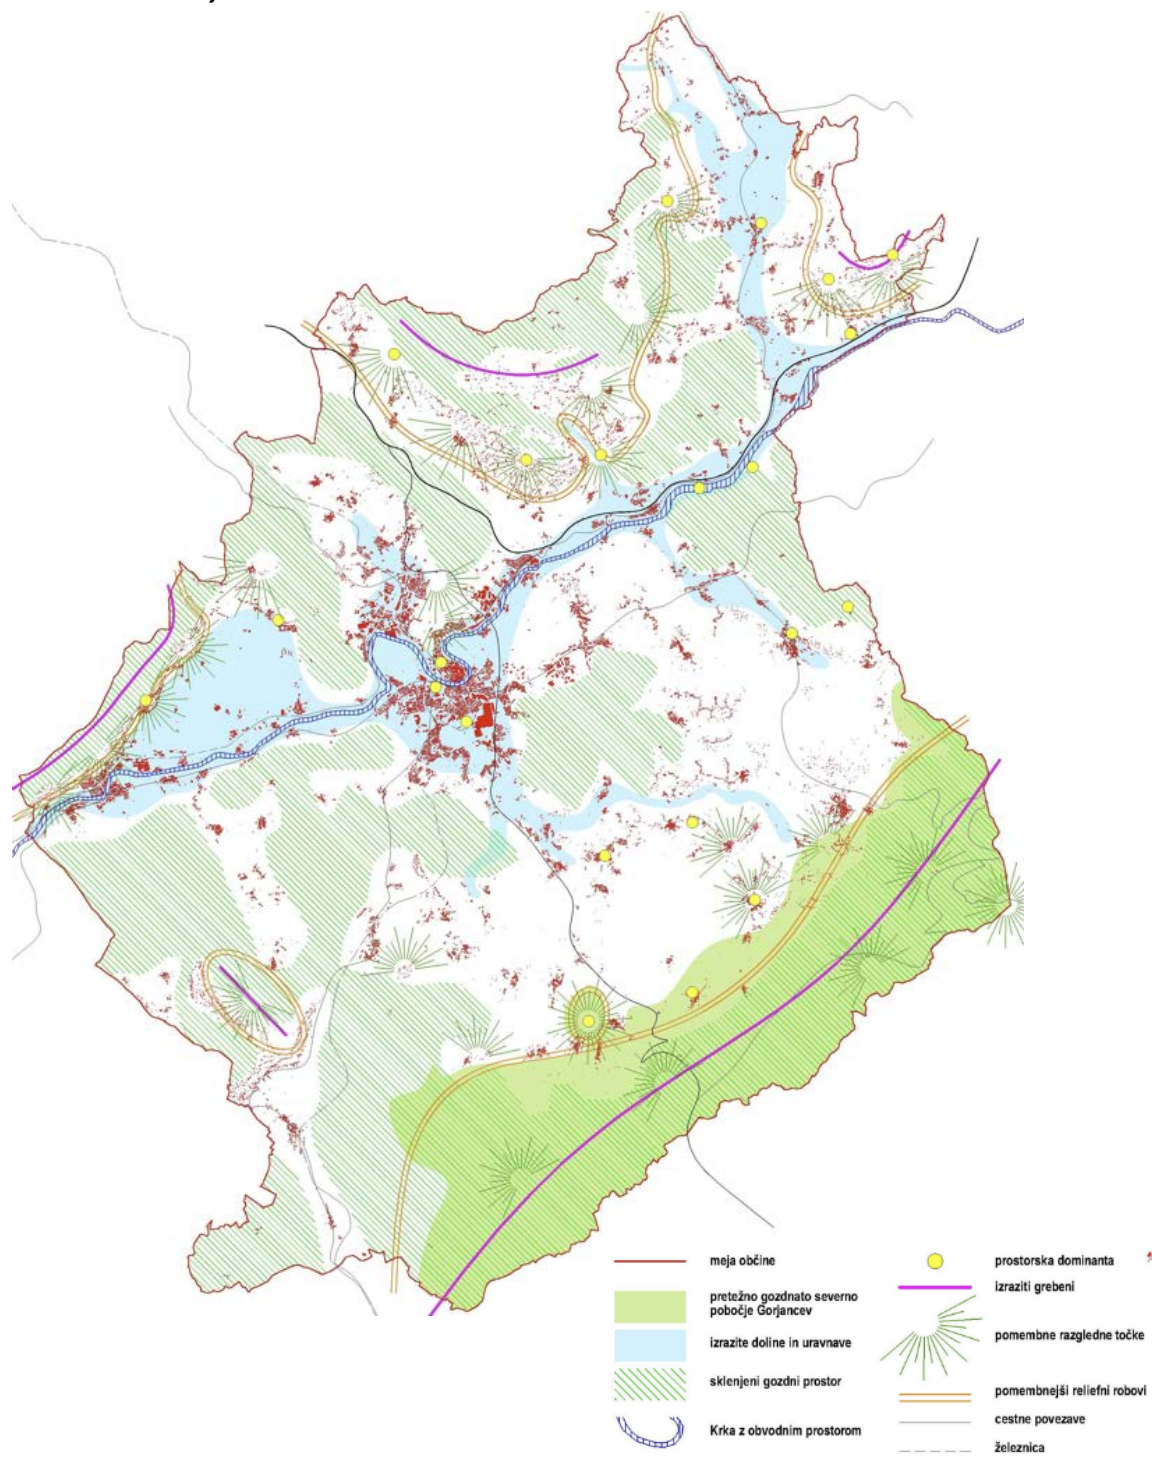 meja občine
pretežno gozdnato severno
pobočje Gorjancev
izrazite doline in uravnave
sklenjeni gozdni prostor
Krka z obvodnim prostorom
prostorska dominanta
izraziti grebeni
pomembne razgledne točke
pomembnejši reliefni robovi
cestne povezave
železnica